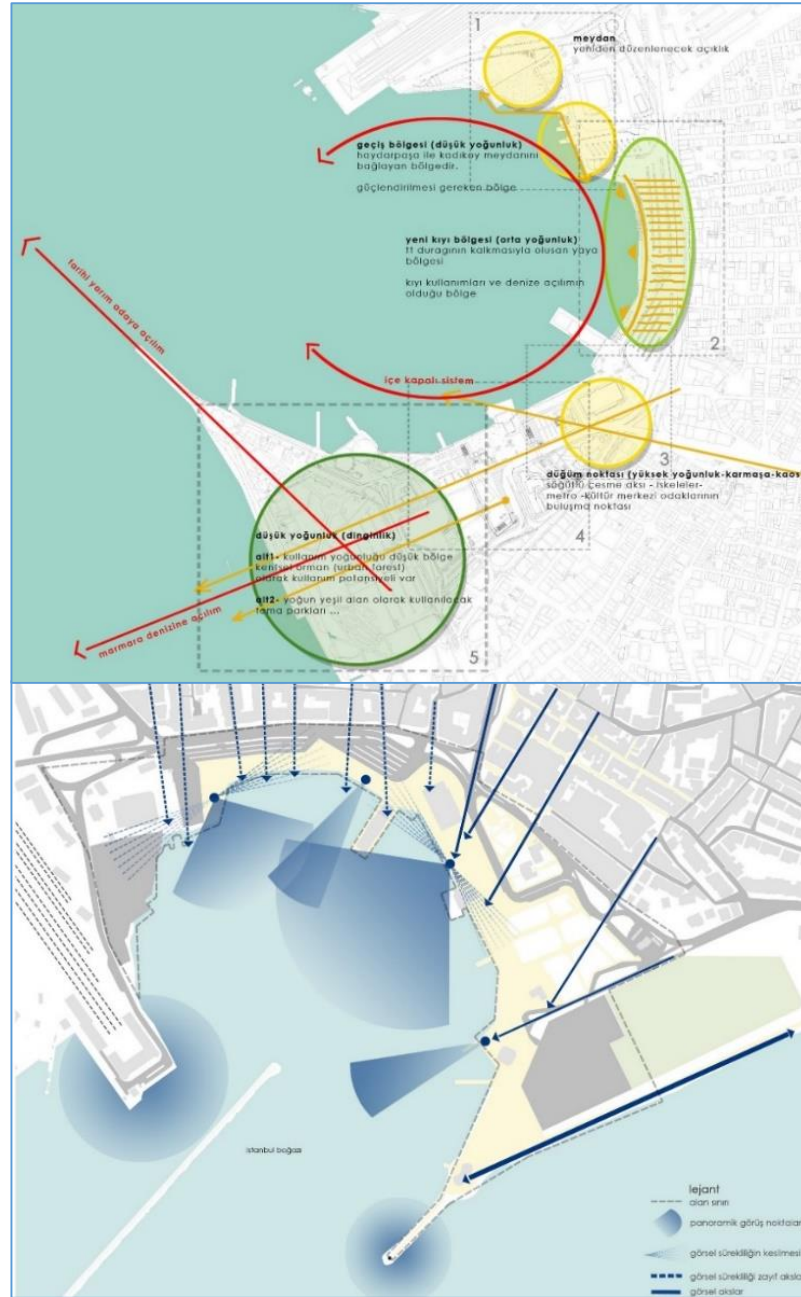 1
meydan
yeniden düzenlenecek açıklık
geçiş bölgesi (düşük yoğunluk)
haydarpaşa ile kadıköy meydanını
bağlayan bölgedir.
güçlendirilmesi gereken bölge
yeni kıyı bölgesi (orta yoğunluk)
tt duragının kalkmasıyla olusan yaya
bölgesi
kıyı kullanımları ve denize açılımın
olduğu bölge
2
tarihi yarım adaya açılım
içe kapalı sistem
3
düğüm noktası (yüksek yoğunluk-karmaşa-kaos
söğütlü çeşme aksı - iskeleler-
metro -Kültür merkezi odaklarının
buluşma noktası
4
düşük yoğunluk (dinginlik)
alt1- kullanım yoğunluğu düşük bölge
kentsel orman (urban forest)
olarak kullanım potansiyeli var
alt2- yoğun yeşil alan olarak kullanılacak
tema parkları ...
marmara denizine açılım
5
istanbul boğazı
lejant
alan sınırı
panoramik görüş noktaları
görsel sürekliliğin kesilmesi
görsel sürekliliği zayıf aksla
görsel akslar